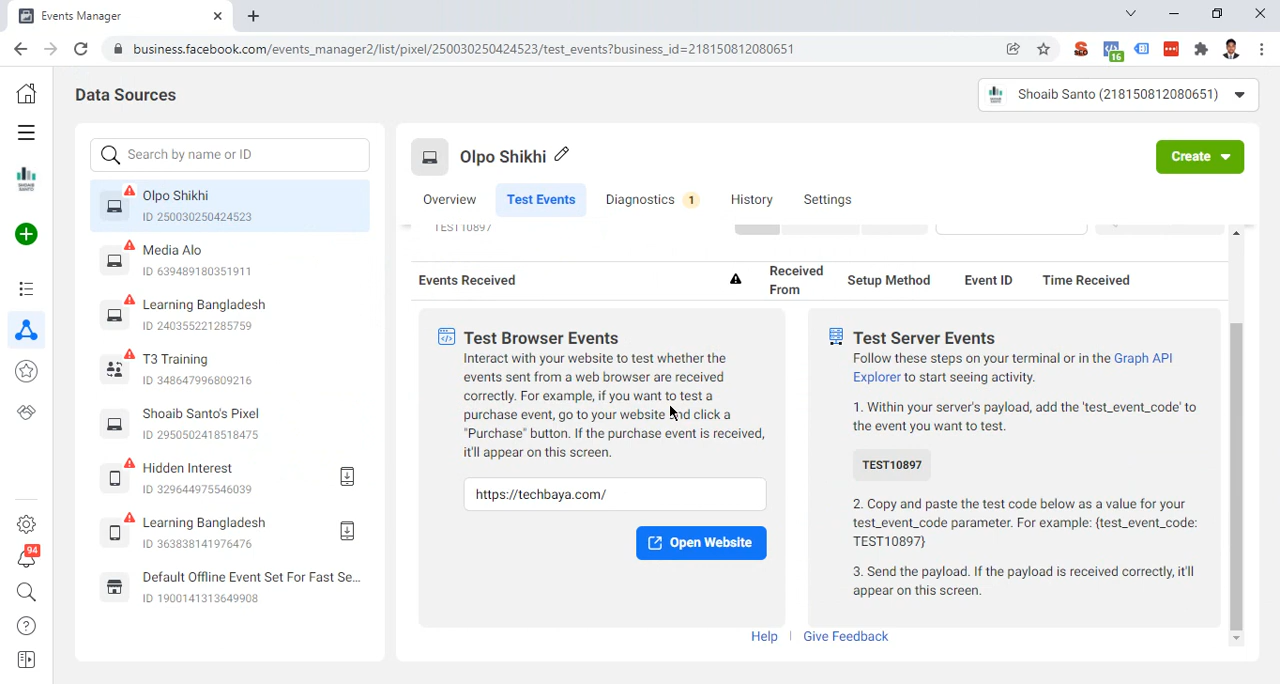 Events Manager
business.facebook.com/events_manager2/list/pixel/250030250424523/test_events?business_id=218150812080651
16
Data Sources
Shoaib Santo (218150812080651)
Search by name or ID
Olpo Shikhi
ID 250030250424523
Media Alo
ID 639489180351911
Learning Bangladesh
ID 240355221285759
T3 Training
ID 348647996809216
Shoaib Santo's Pixel
ID 2950502418518475
Hidden Interest
ID 329644975546039
Learning Bangladesh
ID 363838141976476
Default Offline Event Set For Fast Se...
ID 1900141313649908
94
Olpo Shikhi
Create
Overview
Test Events
Diagnostics 1
History
Settings
TEST10897
Events Received
Received
From
Setup Method
Event ID
Time Received
Test Browser Events
Interact with your website to test whether the
events sent from a web browser are received
correctly. For example, if you want to test a
purchase event, go to your website and click a
"Purchase" button. If the purchase event is received,
it'll appear on this screen.
https://techbaya.com/
Open Website
Test Server Events
Follow these steps on your terminal or in the Graph API
Explorer to start seeing activity.
1. Within your server's payload, add the 'test_event_code' to
the event you want to test.
TEST10897
2. Copy and paste the test code below as a value for your
test_event_code parameter. For example: {test_event_code:
TEST10897}
3. Send the payload. If the payload is received correctly, it'll
appear on this screen.
Help | Give Feedback